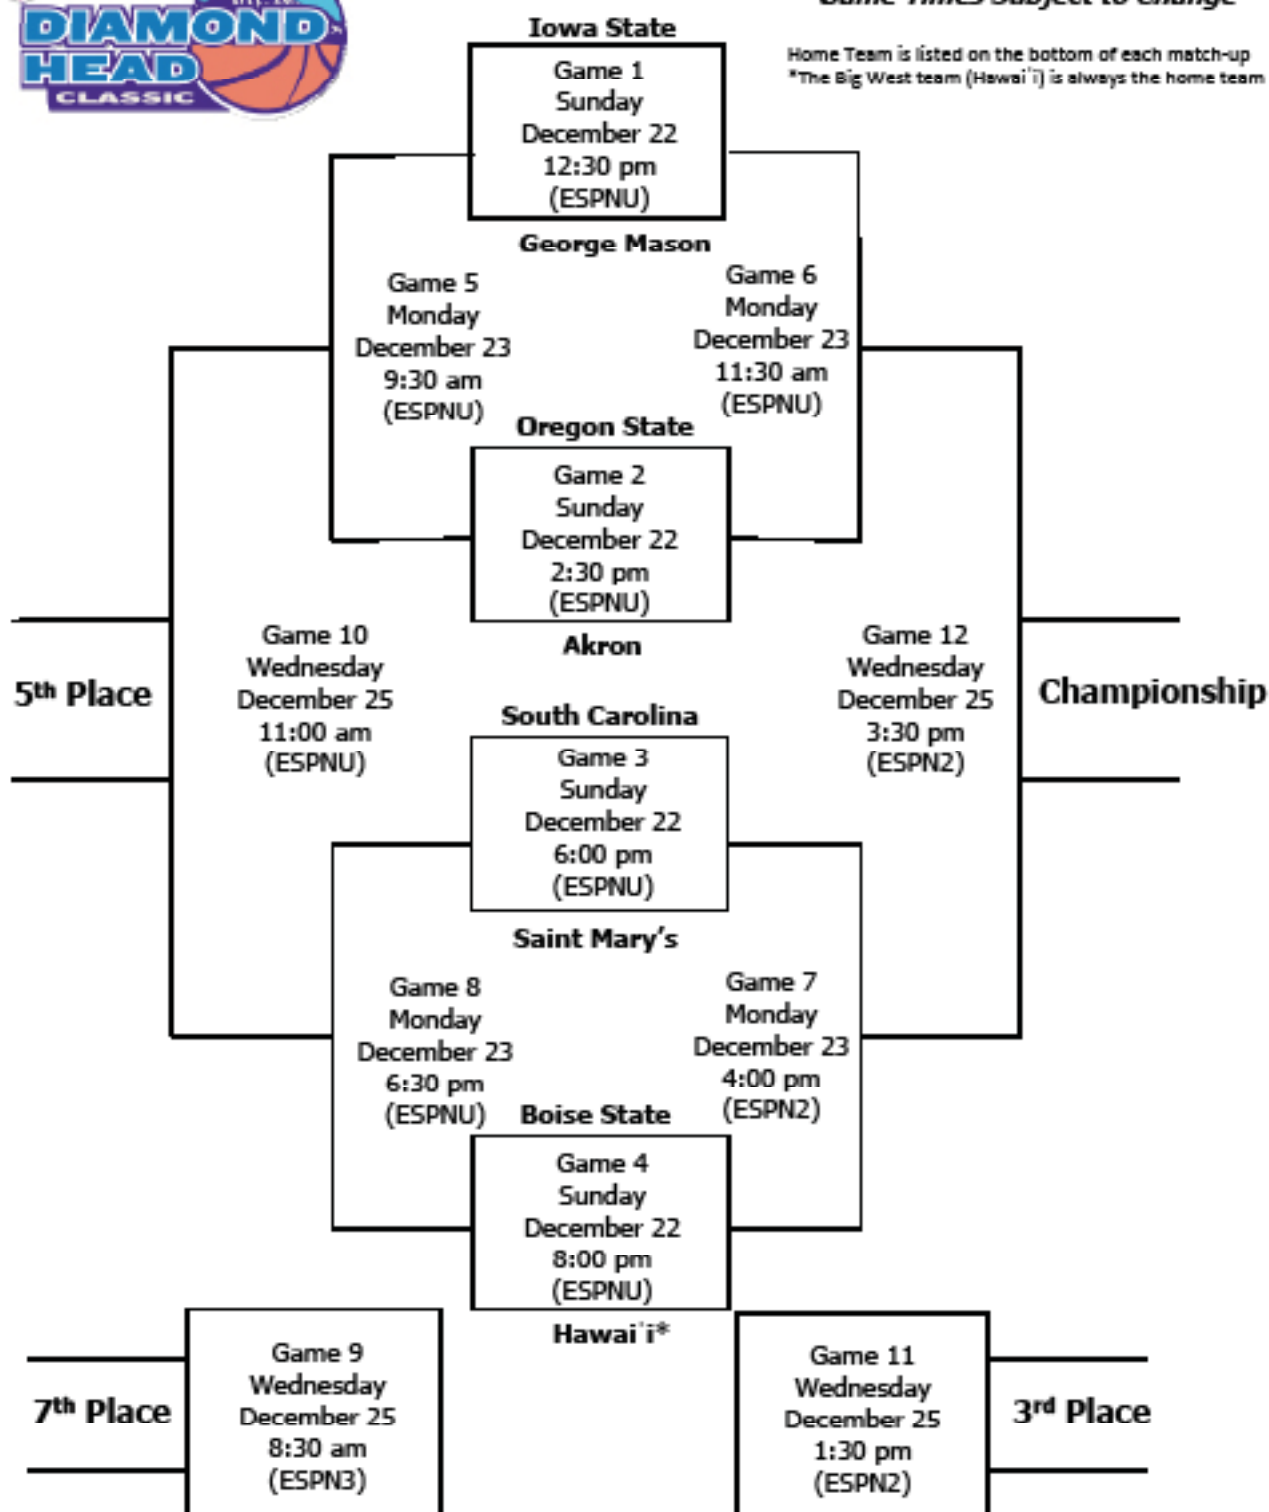 DIAMOND
HEAD
CLASSIC
Game Times Subject to Change
Home Team is listed on the bottom of each match-up
*The Big West team (Hawai`i) is always the home team
Iowa State
Game 1
Sunday
December 22
12:30 pm
(ESPNU)
George Mason
Game 5
Monday
December 23
9:30 am
(ESPNU)
Game 6
Monday
December 23
11:30 am
(ESPNU)
Oregon State
Game 2
Sunday
December 22
2:30 pm
(ESPNU)
Akron
5th Place
Game 10
Wednesday
December 25
11:00 am
(ESPNU)
Game 12
Wednesday
December 25
3:30 pm
(ESPN2)
Championship
South Carolina
Game 3
Sunday
December 22
6:00 pm
(ESPNU)
Saint Mary’s
Game 8
Monday
December 23
6:30 pm
(ESPNU)
Game 7
Monday
December 23
4:00 pm
(ESPN2)
Boise State
Game 4
Sunday
December 22
8:00 pm
(ESPNU)
Hawai`i*
7th Place
Game 9
Wednesday
December 25
8:30 am
(ESPN3)
Game 11
Wednesday
December 25
1:30 pm
(ESPN2)
3rd Place